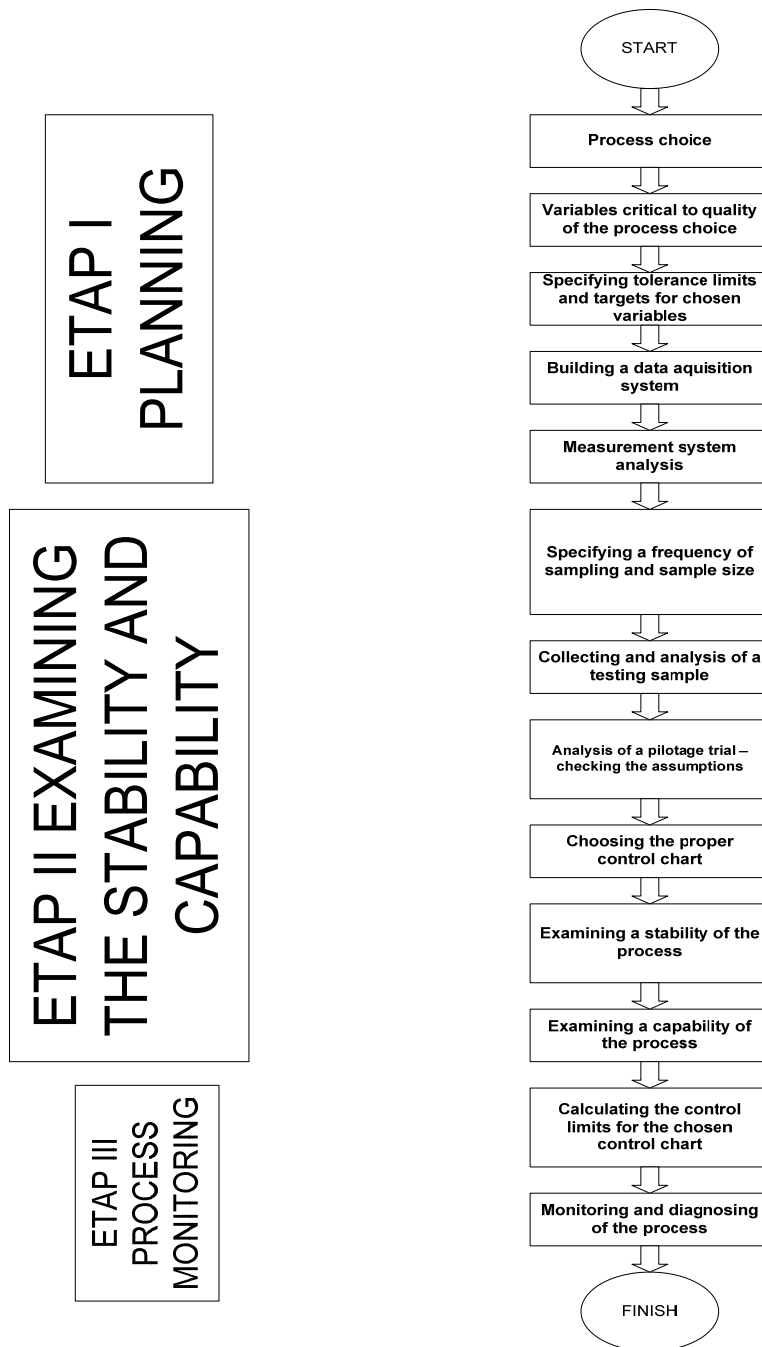 START
ETAP I
PLANNING
Process choice
Variables critical to quality
of the process choice
Specifying tolerance limits
and targets for chosen
variables
Building a data aquisition
system
Measurement system
analysis
ETAP II EXAMINING
THE STABILITY AND
CAPABILITY
Specifying a frequency of
sampling and sample size
Collecting and analysis of a
testing sample
Analysis of a pilotage trial –
checking the assumptions
Choosing the proper
control chart
Examining a stability of the
process
Examining a capability of
the process
ETAP III
PROCESS
MONITORING
Calculating the control
limits for the chosen
control chart
Monitoring and diagnosing
of the process
FINISH